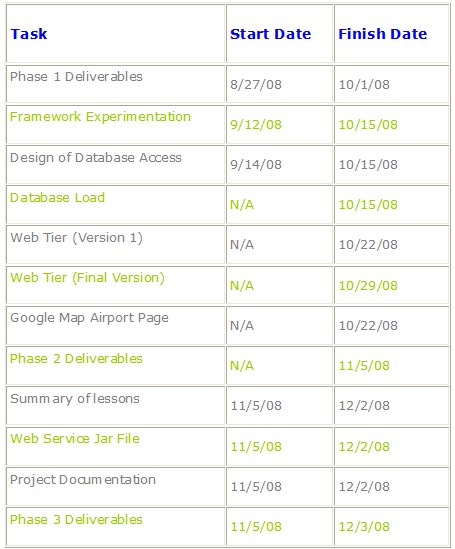 Task Start Date Finish Date
Phase 1 Deliverables 8/27/08 10/1/08
Framework Experimentation 9/12/08 10/15/08
Design of Database Access 9/14/08 10/15/08
Database Load N/A 10/15/08
Web Tier (Version 1) N/A 10/22/08
Web Tier (Final Version) N/A 10/29/08
Google Map Airport Page N/A 10/22/08
Phase 2 Deliverables N/A 11/5/08
Summary of lessons 11/5/08 12/2/08
Web Service Jar File 11/5/08 12/2/08
Project Documentation 11/5/08 12/2/08
Phase 3 Deliverables 11/5/08 12/3/08